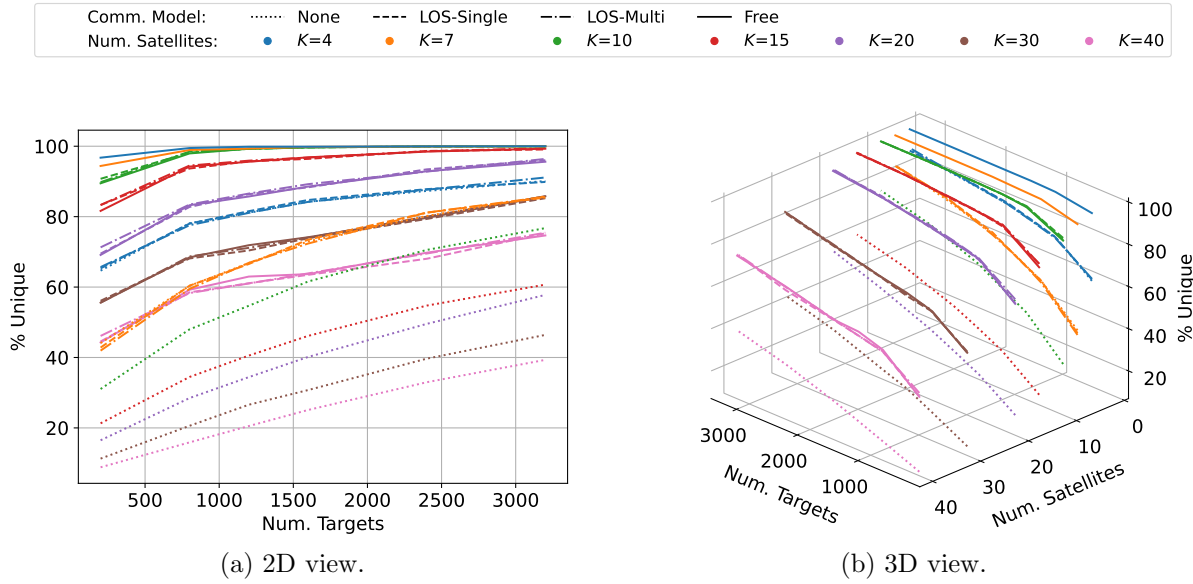 Comm. Model: None LOS-Single LOS-Multi Free
Num. Satellites: K=4 K=7 K=10 K=15 K=20 K=30 K=40
% Unique
100
80
60
40
20
500 1000 1500 2000 2500 3000
Num. Targets
(a) 2D view.
100
80
60
40
20
% Unique
3000
2000
1000
Num. Targets
0
10
20
30
40
Num. Satellites
(b) 3D view.